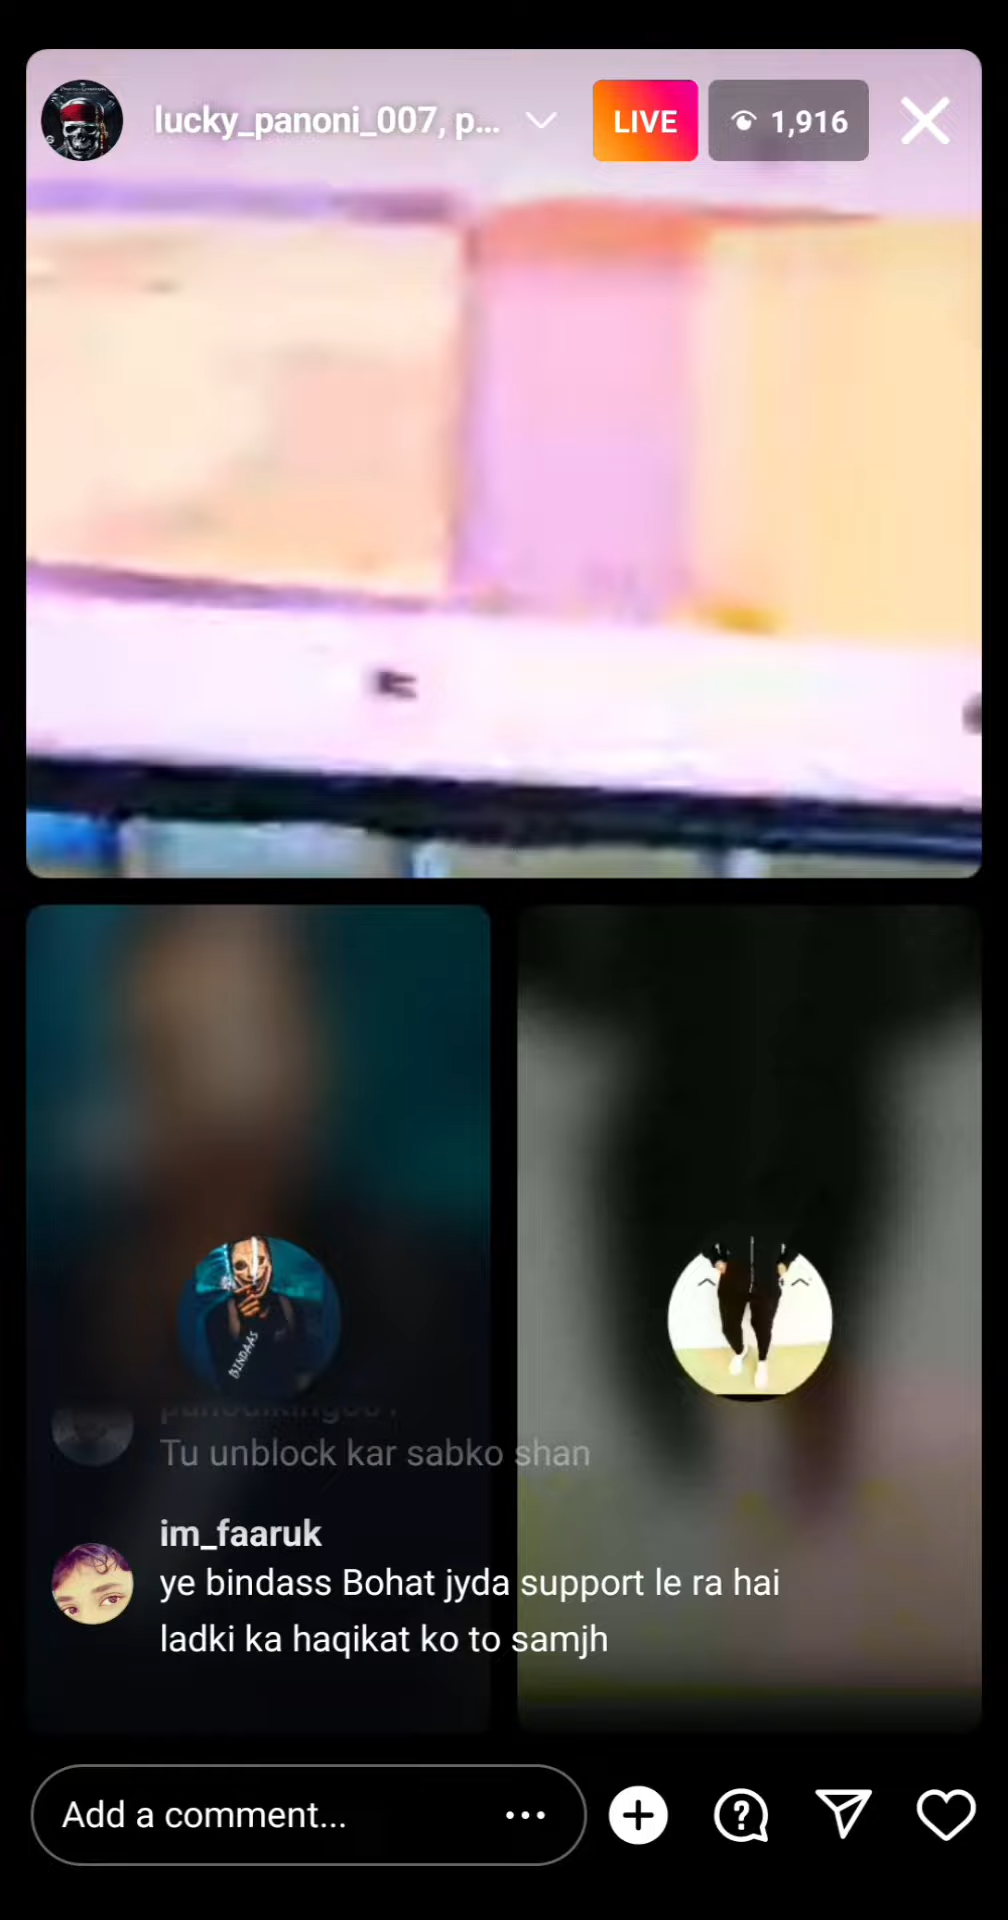 lucky_panoni_007, p...
LIVE
1,916
BINDAAS
Tu unblock kar sabko shan
im_faaruk
ye bindass Bohat jyda support le ra hai
ladki ka haqikat ko to samjh
Add a comment...